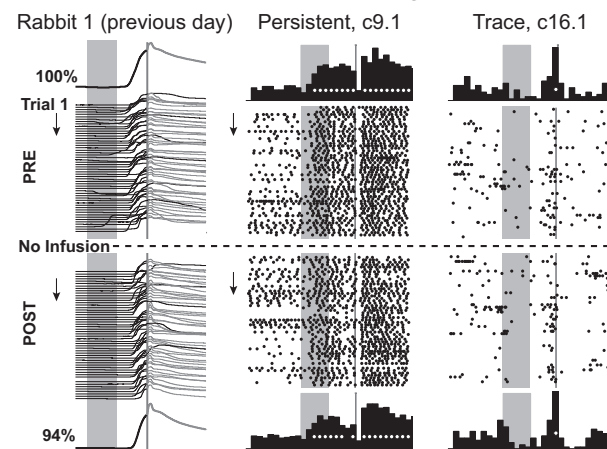 Rabbit 1 (previous day)
Persistent, c9.1
Trace, c16.1
100%
Trial 1
PRE
No Infusion
POST
94%